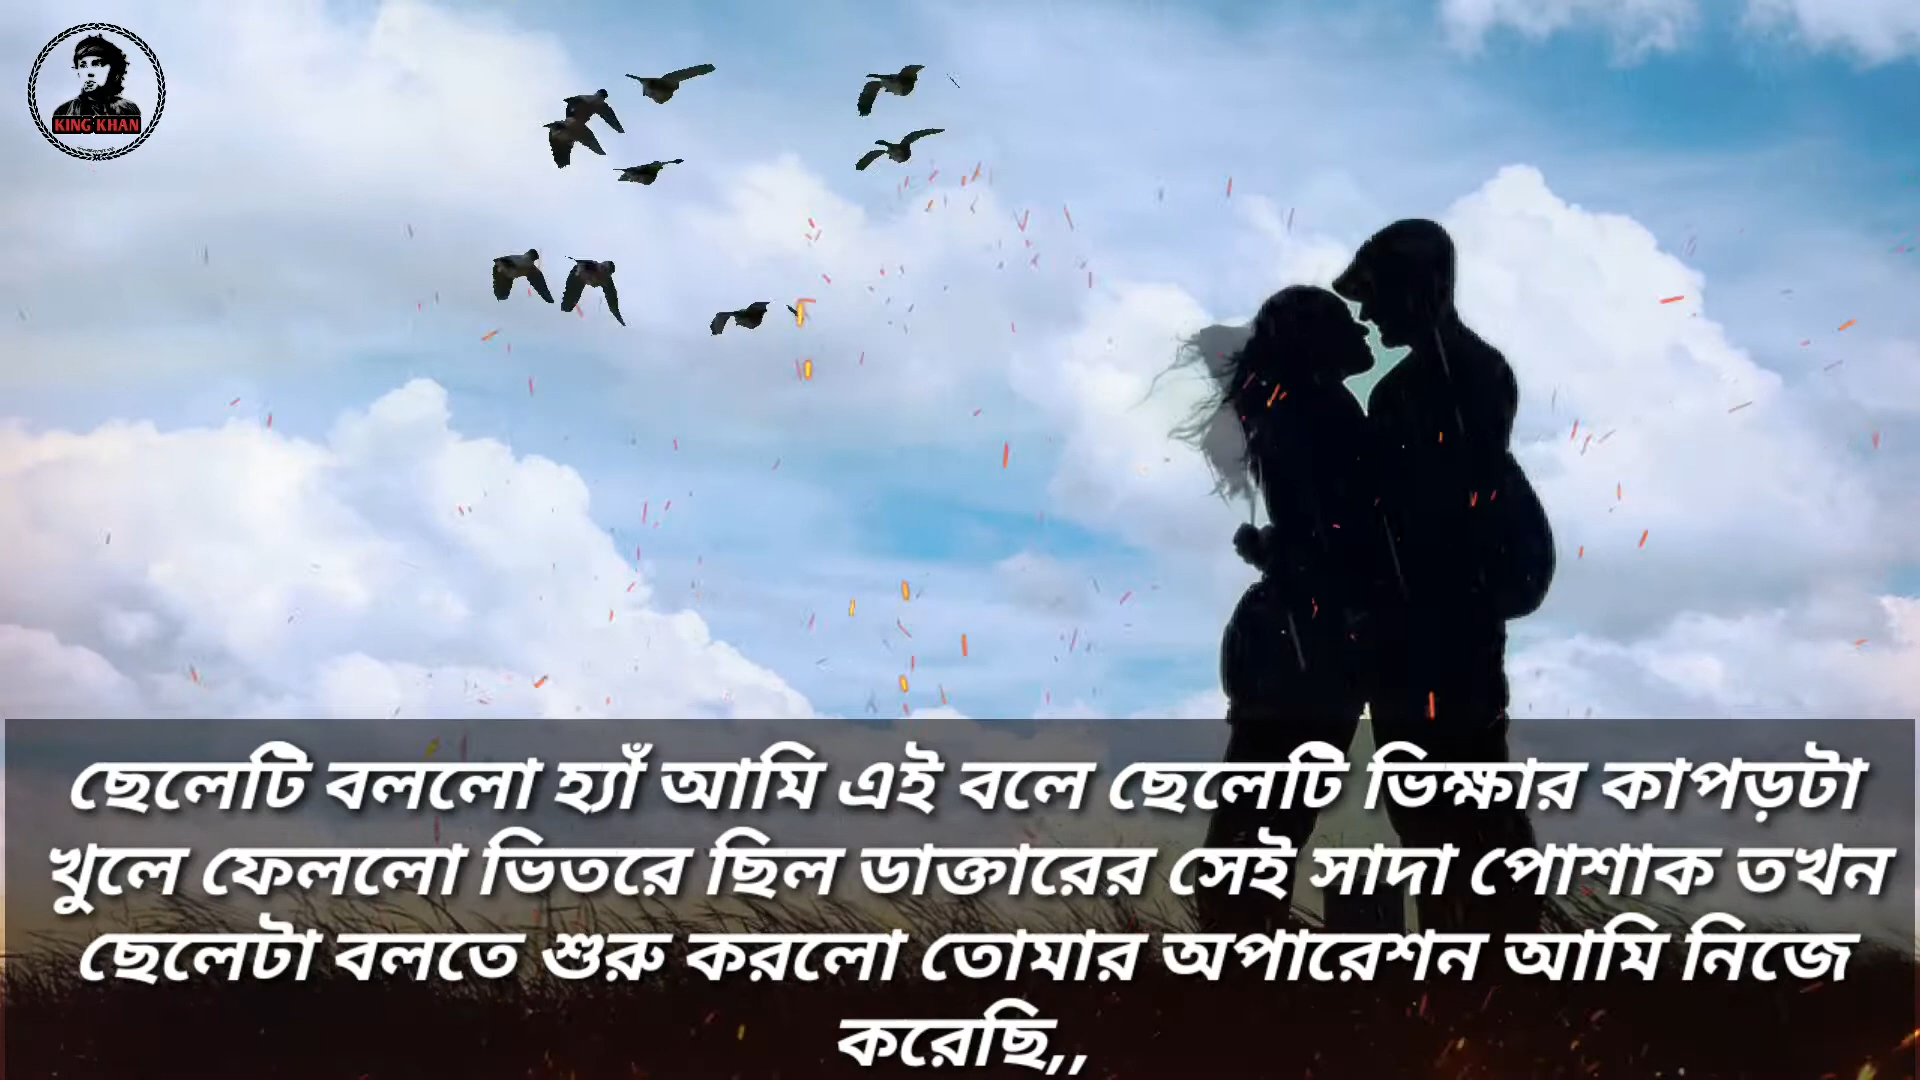 KING KHAN
ছেলেটি বললো হ্যাঁ আমি এই বলে ছেলেটি ভিক্ষার কাপড়টা
খুলে ফেললো ভিতরে ছিল ডাক্তারের সেই সাদা পোশাক তখন
ছেলেটা বলতে শুরু করলো তোমার অপারেশন আমি নিজে
করেছি,,